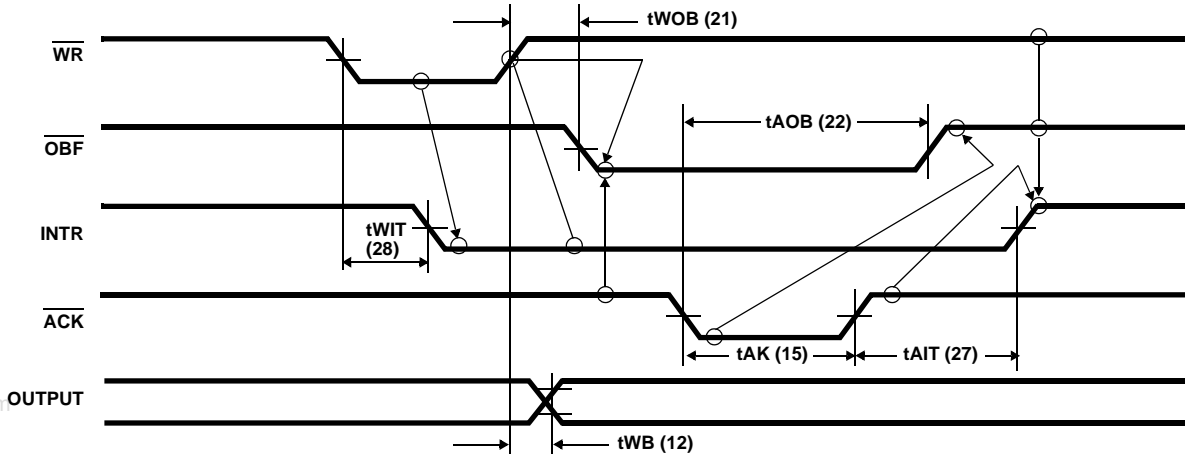 tWOB (21)
WR
tAOB (22)
OBF
tWIT
(28)
INTR
ACK
tAK (15)
tAIT (27)
OUTPUT
tWB (12)